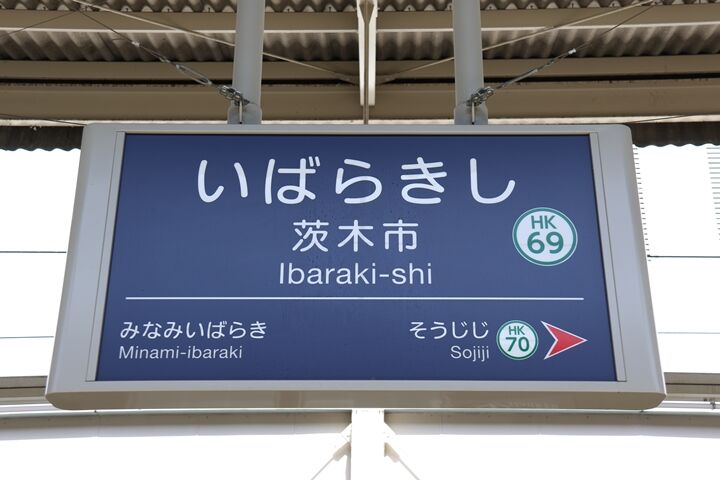 いばらきし
茨木市
Ibaraki-shi
HK
69
みなみいばらき
Minami-ibaraki
そうじじ
Sojiji
HK
70